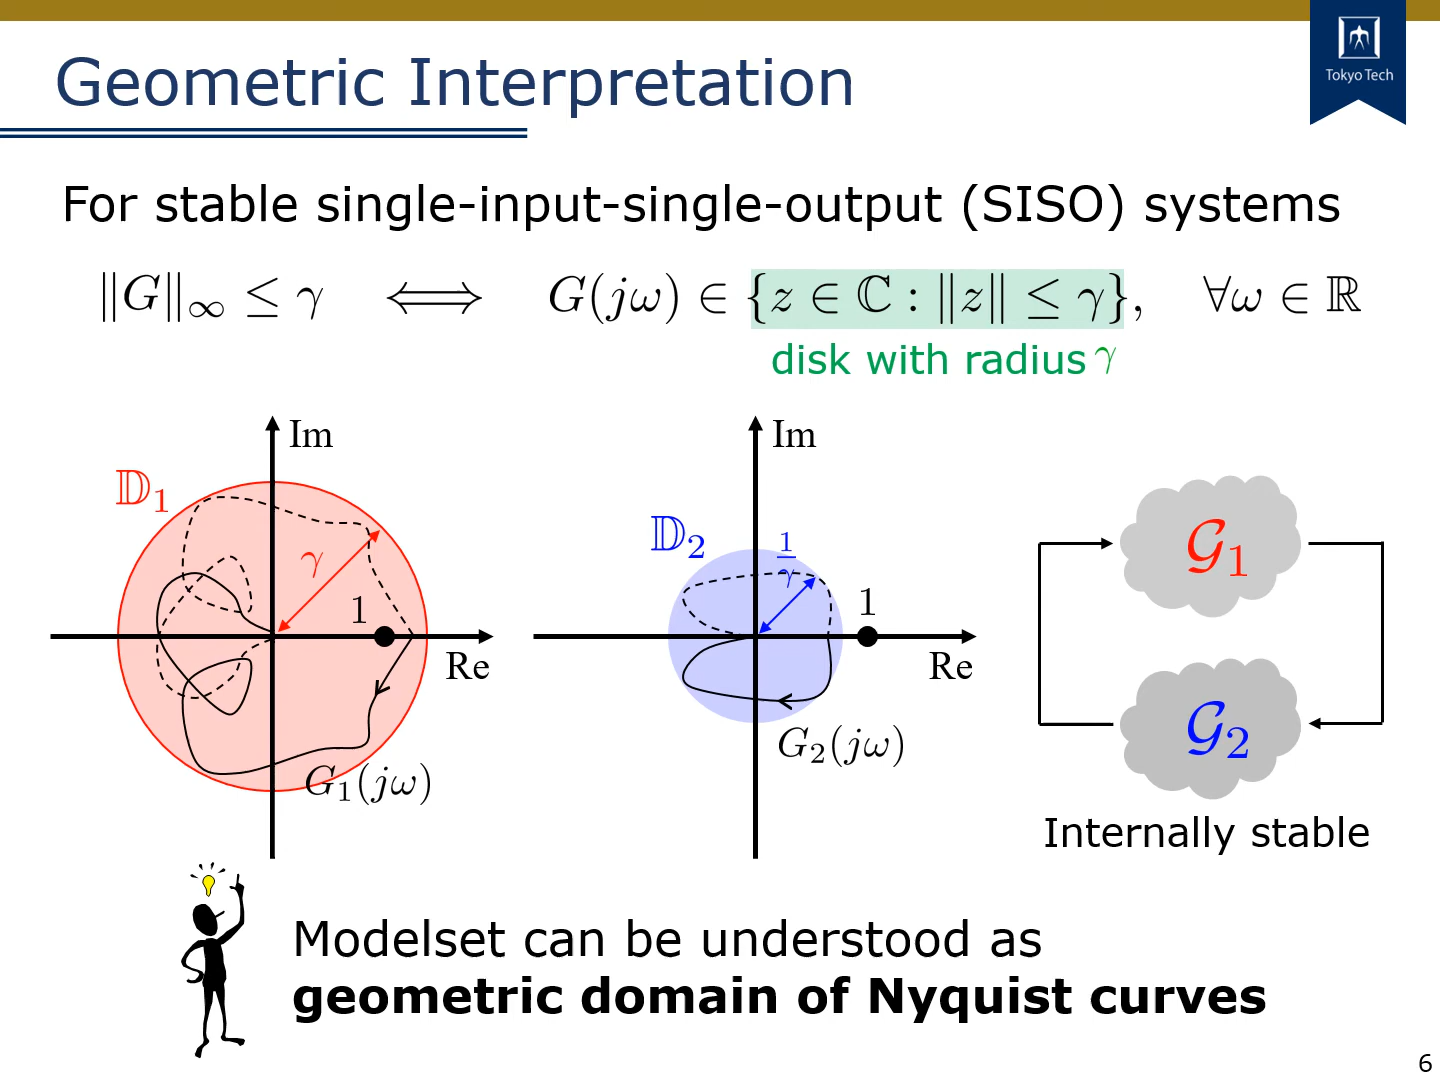 Tokyo Tech
Geometric Interpretation
For stable single-input-single-output (SISO) systems
‖G‖∞ ≤ γ ⟺ G(jω) ∈ {z ∈ ℂ : ‖z‖ ≤ γ}, ∀ω ∈ ℝ
disk with radius γ
Im
𝔻₁
γ
1
Re
G₁(jω)
Im
𝔻₂
1/γ
1
Re
G₂(jω)
𝒢₁
𝒢₂
Internally stable
Modelset can be understood as
geometric domain of Nyquist curves
6